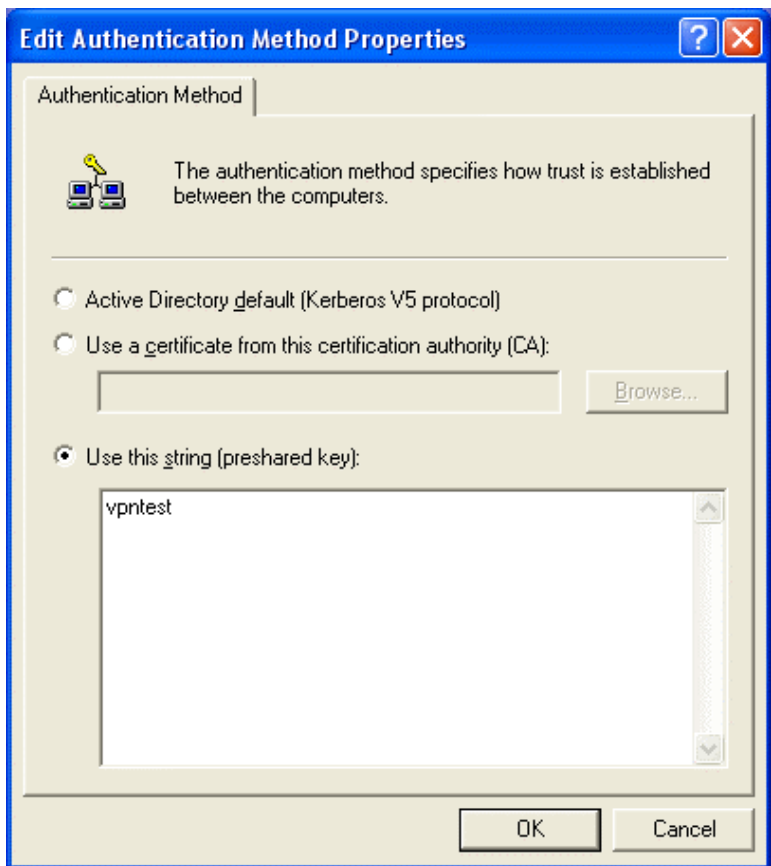 Edit Authentication Method Properties
Authentication Method
The authentication method specifies how trust is established
between the computers.
Active Directory default (Kerberos V5 protocol)
Use a certificate from this certification authority (CA):
Browse...
Use this string (preshared key):
vpntest
OK Cancel